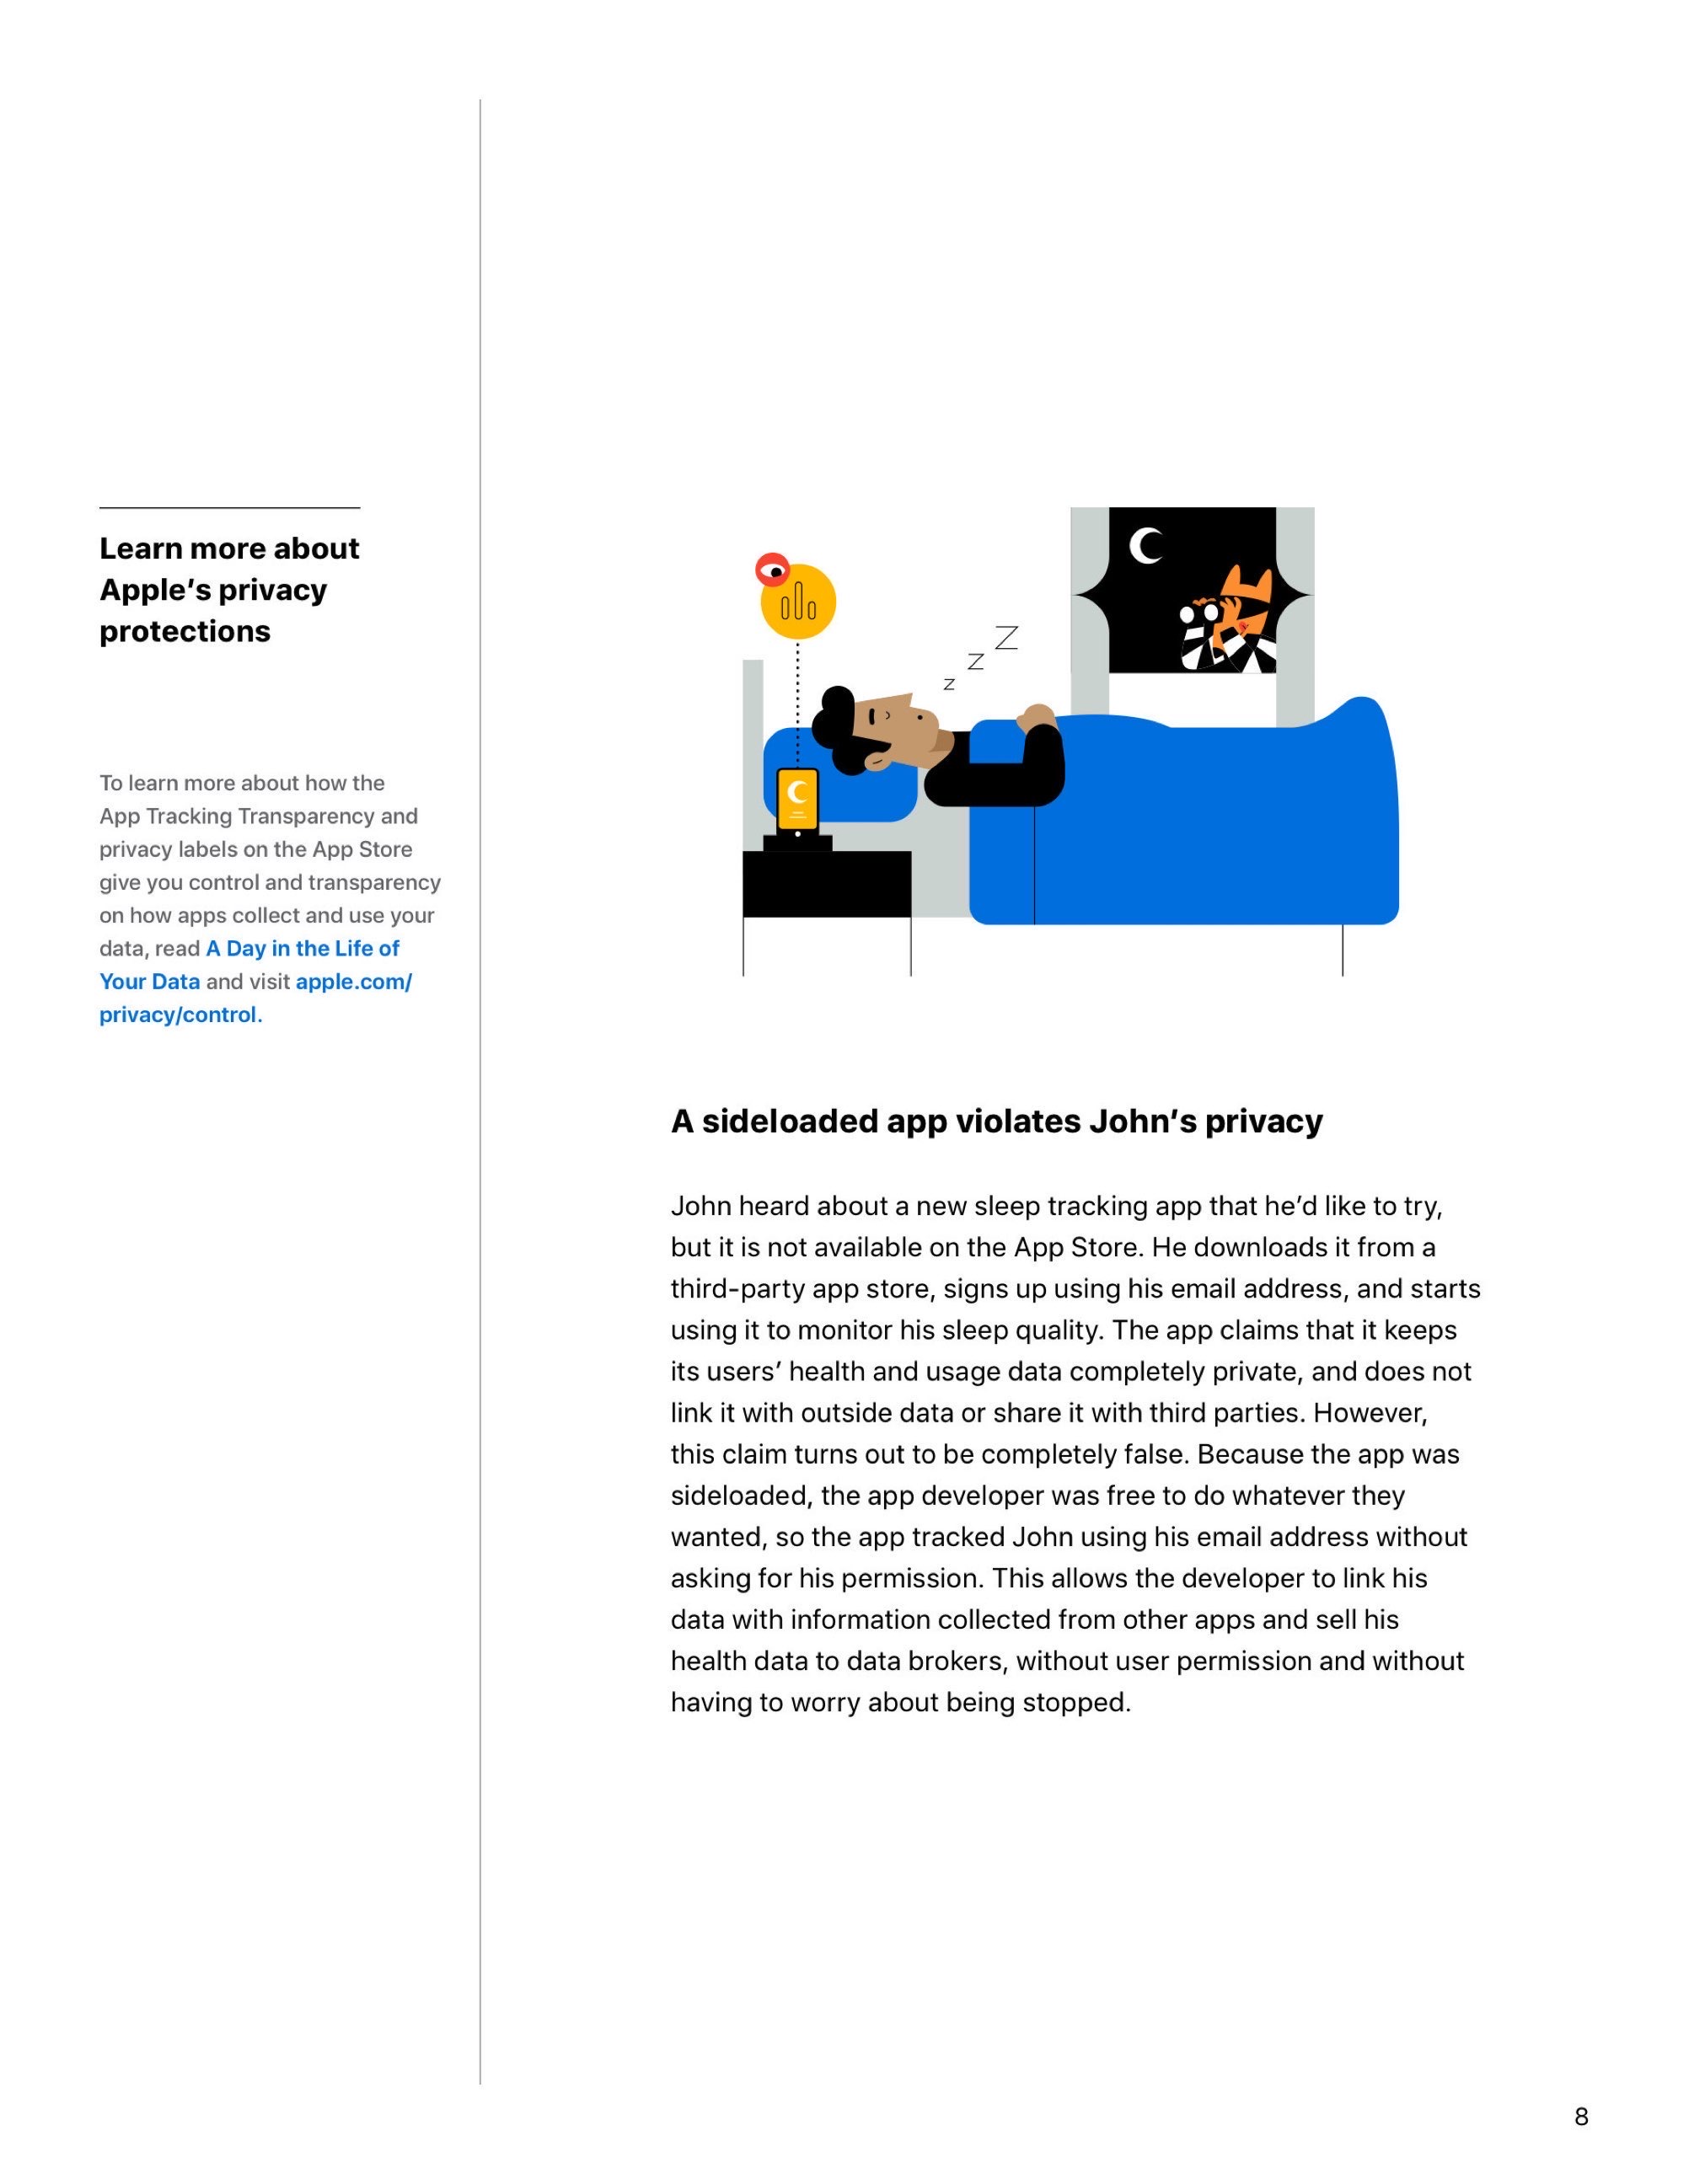 Learn more about
Apple’s privacy
protections
To learn more about how the
App Tracking Transparency and
privacy labels on the App Store
give you control and transparency
on how apps collect and use your
data, read A Day in the Life of
Your Data and visit apple.com/
privacy/control.
z
z
z
A sideloaded app violates John’s privacy
John heard about a new sleep tracking app that he’d like to try,
but it is not available on the App Store. He downloads it from a
third-party app store, signs up using his email address, and starts
using it to monitor his sleep quality. The app claims that it keeps
its users’ health and usage data completely private, and does not
link it with outside data or share it with third parties. However,
this claim turns out to be completely false. Because the app was
sideloaded, the app developer was free to do whatever they
wanted, so the app tracked John using his email address without
asking for his permission. This allows the developer to link his
data with information collected from other apps and sell his
health data to data brokers, without user permission and without
having to worry about being stopped.
8